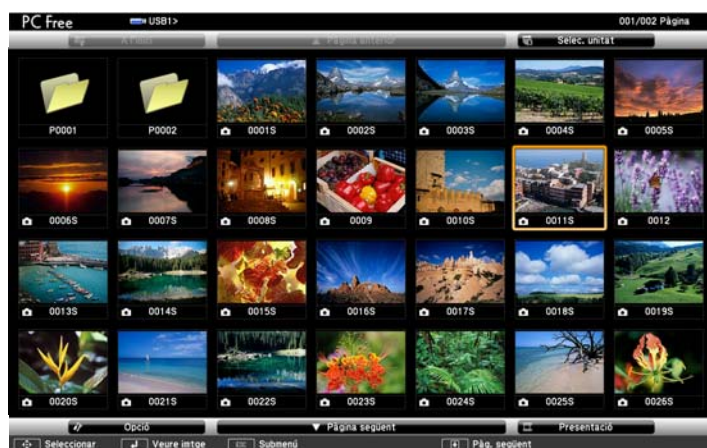 PC Free USB1> 001/002 Pàgina
A l'inici Pàgina anterior Selec. unitat
P0001 P0002 0001S 0002S 0003S 0004S 0005S
0006S 0007S 0008S 0009 0010S 0011S 0012
0013S 0014S 0015S 0016S 0017S 0018S 0019S
0020S 0021S 0022S 0023S 0024S 0025S 0026S
Opció Pàgina següent Presentació
Seleccionar Veure imtge ESC Submenú Pàg. següent